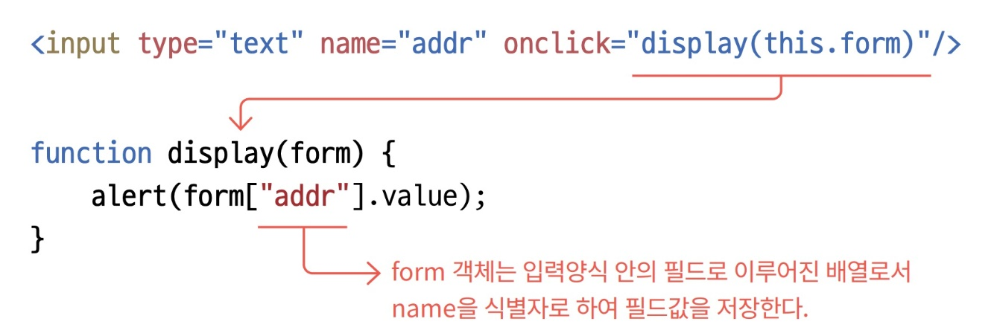 <input type="text" name="addr" onclick="display(this.form)"/>
function display(form) {
    alert(form["addr"].value);
}
form 객체는 입력양식 안의 필드로 이루어진 배열로서
name을 식별자로 하여 필드값을 저장한다.